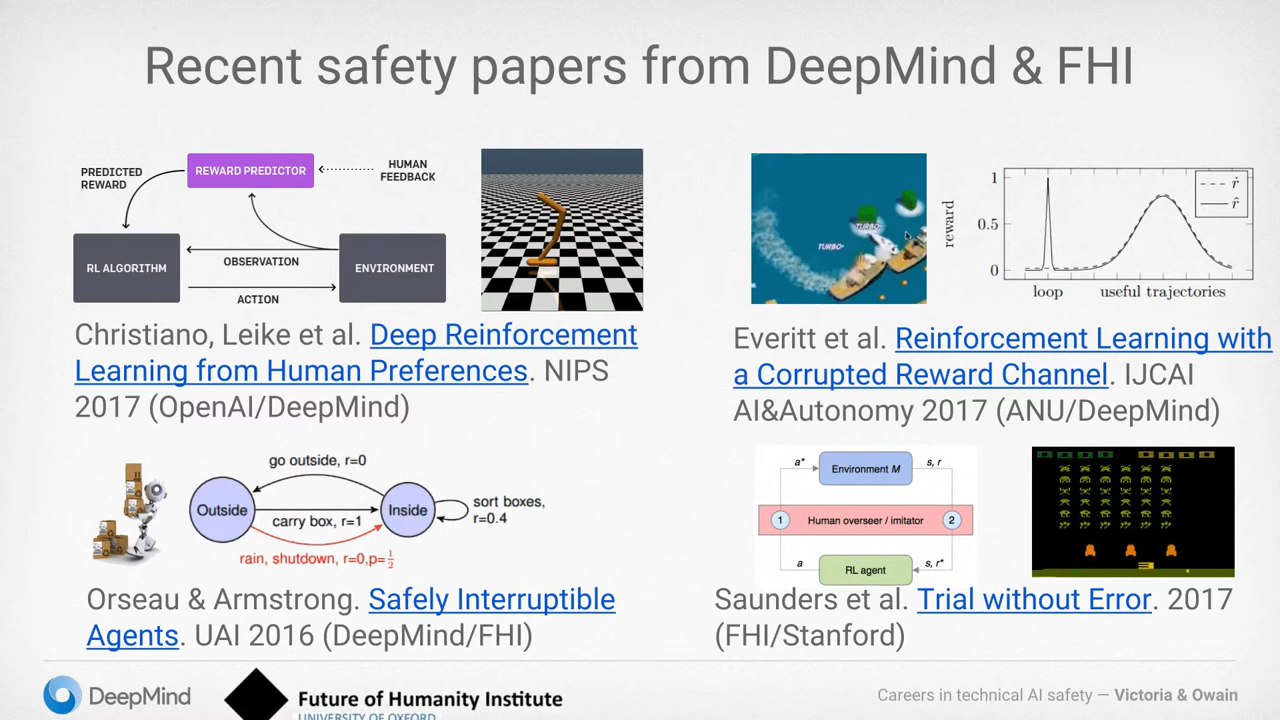 Recent safety papers from DeepMind & FHI
PREDICTED
REWARD
REWARD PREDICTOR
HUMAN
FEEDBACK
RL ALGORITHM
OBSERVATION
ENVIRONMENT
ACTION
Christiano, Leike et al. Deep Reinforcement
Learning from Human Preferences. NIPS
2017 (OpenAI/DeepMind)
TURBO
TURBO
reward
1
0.5
0
ṙ
r̂
loop
useful trajectories
Everitt et al. Reinforcement Learning with
a Corrupted Reward Channel. IJCAI
AI&Autonomy 2017 (ANU/DeepMind)
go outside, r=0
Outside
Inside
sort boxes,
r=0.4
carry box, r=1
rain, shutdown, r=0,p=½
Orseau & Armstrong. Safely Interruptible
Agents. UAI 2016 (DeepMind/FHI)
a*
Environment M
s, r
1
Human overseer / imitator
2
a
RL agent
s, r*
Saunders et al. Trial without Error. 2017
(FHI/Stanford)
DeepMind
Future of Humanity Institute
UNIVERSITY OF OXFORD
Careers in technical AI safety — Victoria & Owain